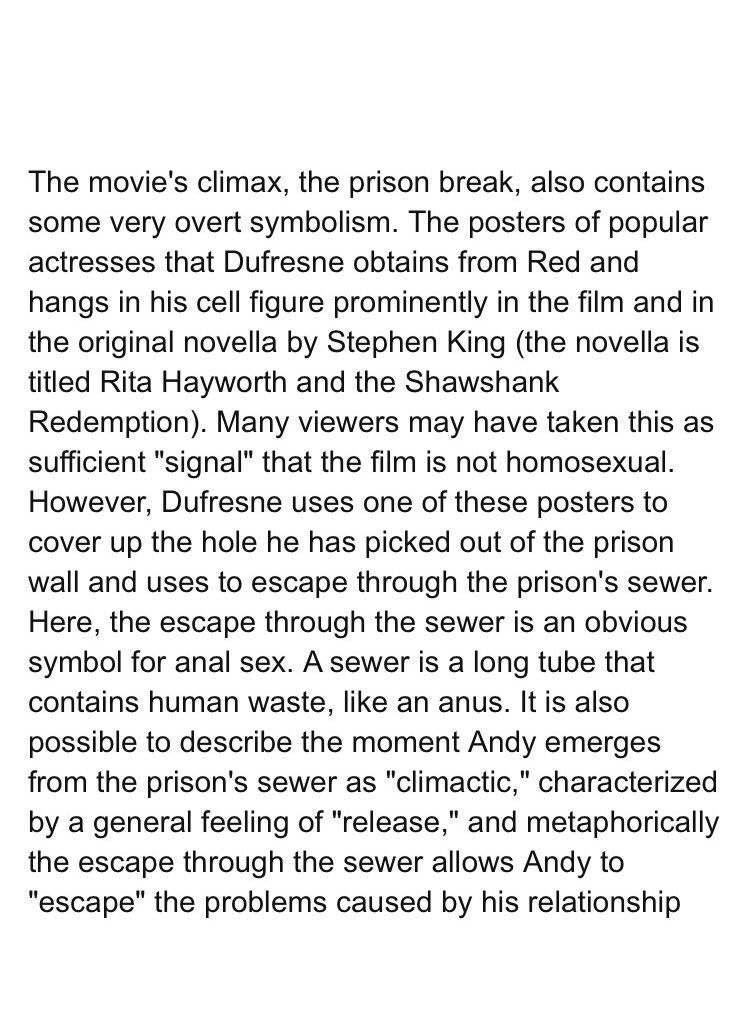 The movie's climax, the prison break, also contains
some very overt symbolism. The posters of popular
actresses that Dufresne obtains from Red and
hangs in his cell figure prominently in the film and in
the original novella by Stephen King (the novella is
titled Rita Hayworth and the Shawshank
Redemption). Many viewers may have taken this as
sufficient "signal" that the film is not homosexual.
However, Dufresne uses one of these posters to
cover up the hole he has picked out of the prison
wall and uses to escape through the prison's sewer.
Here, the escape through the sewer is an obvious
symbol for anal sex. A sewer is a long tube that
contains human waste, like an anus. It is also
possible to describe the moment Andy emerges
from the prison's sewer as "climactic," characterized
by a general feeling of "release," and metaphorically
the escape through the sewer allows Andy to
"escape" the problems caused by his relationship